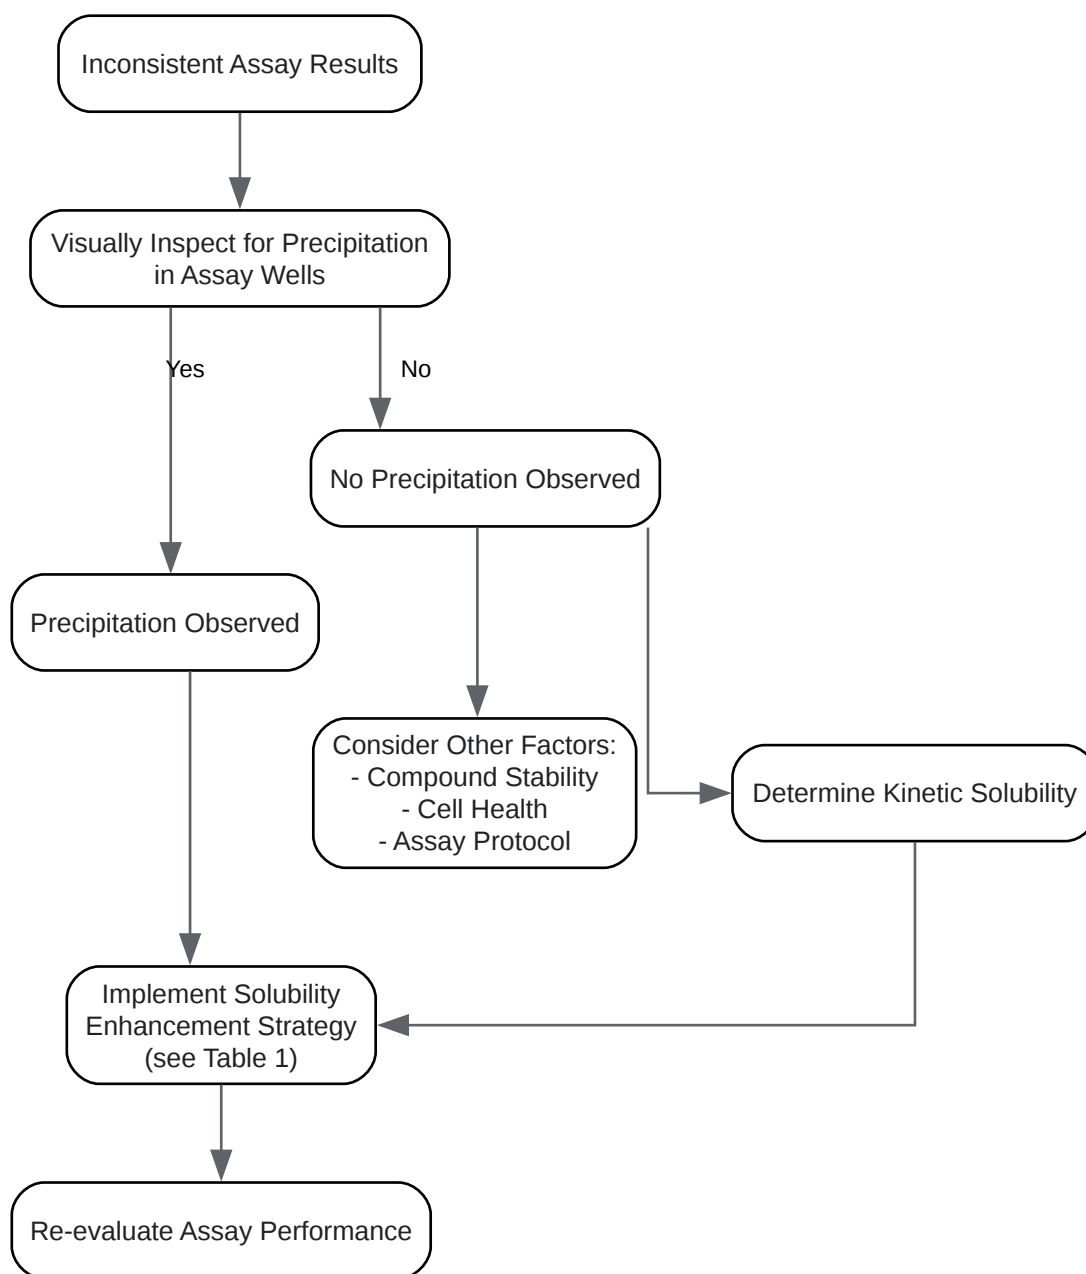 Inconsistent Assay Results
Visually Inspect for Precipitation
in Assay Wells
Yes
No
No Precipitation Observed
Precipitation Observed
Consider Other Factors:
- Compound Stability
- Cell Health
- Assay Protocol
Determine Kinetic Solubility
Implement Solubility
Enhancement Strategy
(see Table 1)
Re-evaluate Assay Performance